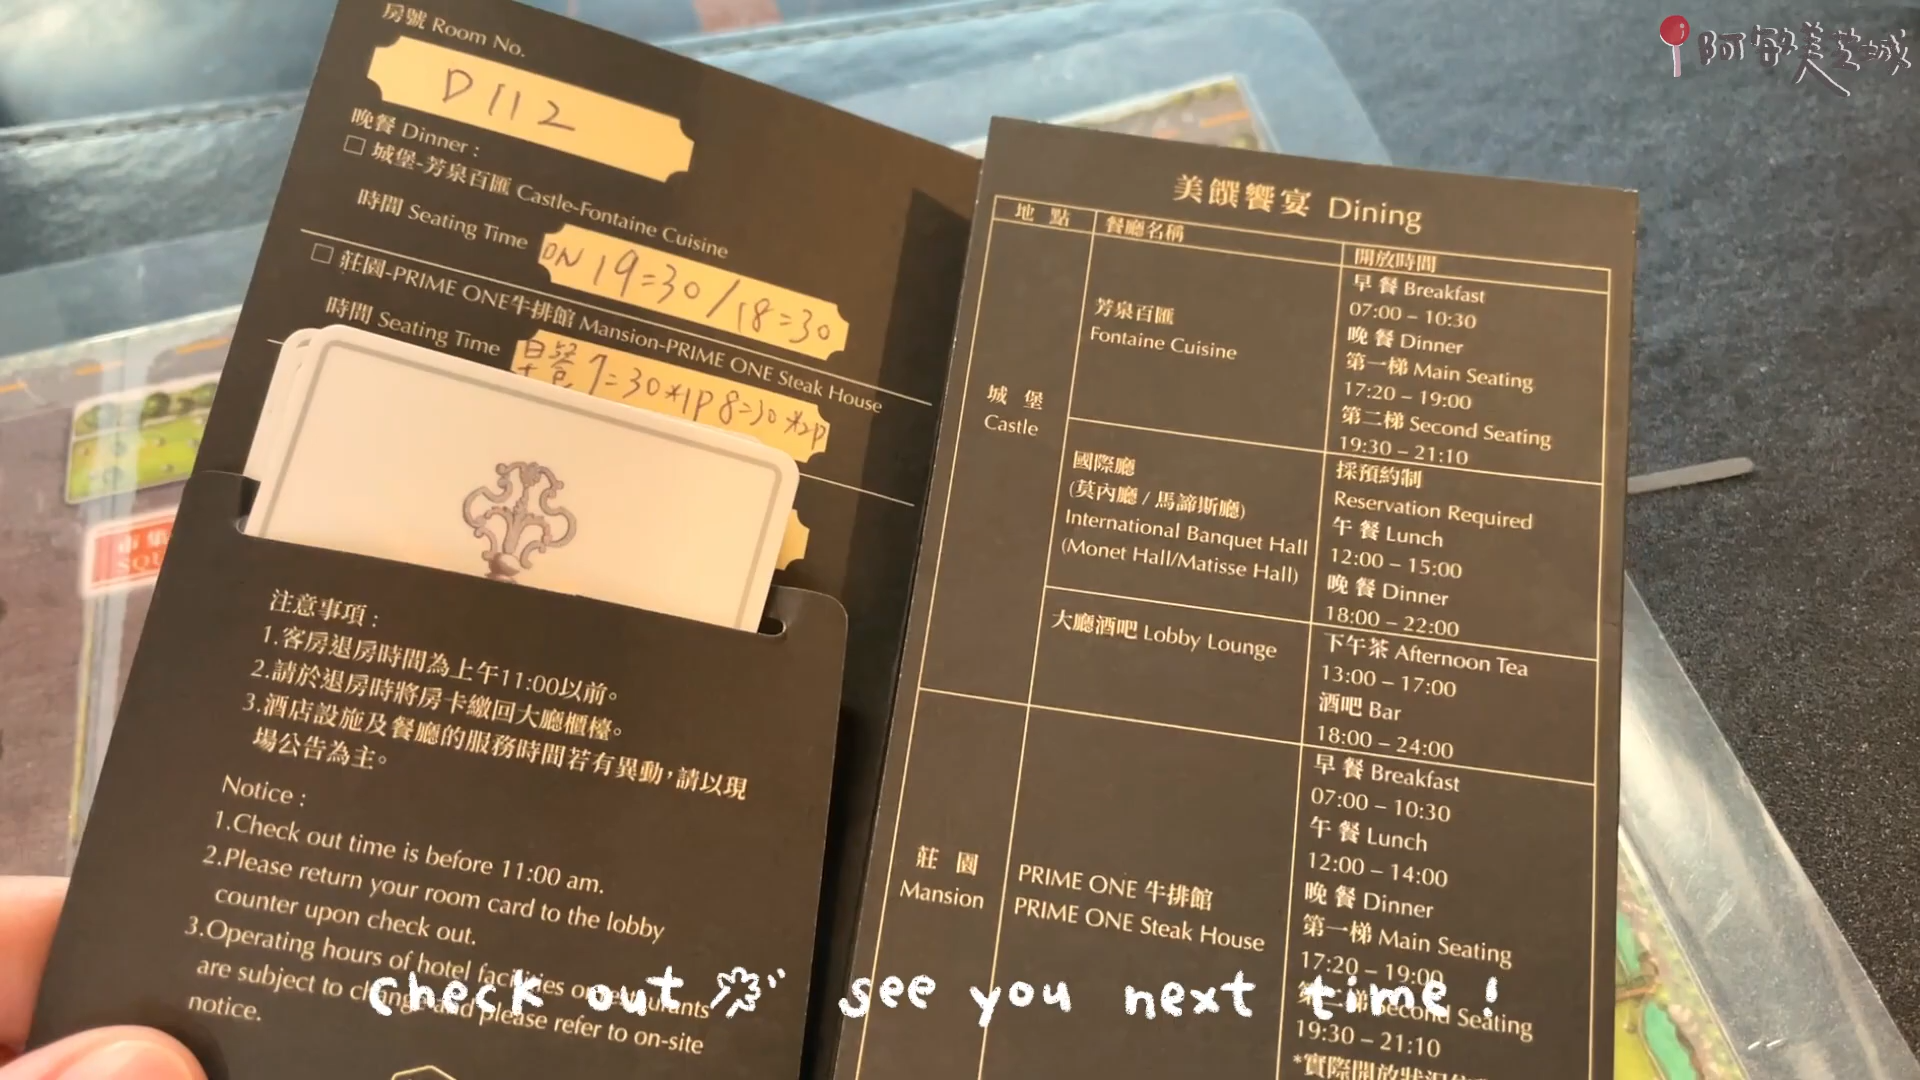 阿敏美芝城
房號 Room No.
D112
晚餐 Dinner :
□ 城堡-芳泉百匯 Castle-Fontaine Cuisine
時間 Seating Time
DN 19=30/18=30
□ 莊園-PRIME ONE牛排館 Mansion-PRIME ONE Steak House
時間 Seating Time
早餐 7=30*1P 8=30*2P
注意事項 :
1.客房退房時間為上午11:00以前。
2.請於退房時將房卡繳回大廳櫃檯。
3.酒店設施及餐廳的服務時間若有異動,請以現
場公告為主。
Notice :
1.Check out time is before 11:00 am.
2.Please return your room card to the lobby
counter upon check out.
3.Operating hours of hotel facilities or restaurants
are subject to change and please refer to on-site
notice.
美饌饗宴 Dining
地 點 餐廳名稱 開放時間
城 堡
Castle
芳泉百匯
Fontaine Cuisine
早 餐 Breakfast
07:00 – 10:30
晚 餐 Dinner
第一梯 Main Seating
17:20 – 19:00
第二梯 Second Seating
19:30 – 21:10
國際廳
(莫內廳 / 馬諦斯廳)
International Banquet Hall
(Monet Hall/Matisse Hall)
採預約制
Reservation Required
午 餐 Lunch
12:00 – 15:00
晚 餐 Dinner
18:00 – 22:00
大廳酒吧 Lobby Lounge
下午茶 Afternoon Tea
13:00 – 17:00
酒吧 Bar
18:00 – 24:00
莊 園
Mansion
PRIME ONE 牛排館
PRIME ONE Steak House
早 餐 Breakfast
07:00 – 10:30
午 餐 Lunch
12:00 – 14:00
晚 餐 Dinner
第一梯 Main Seating
17:20 – 19:00
第二梯 Second Seating
19:30 – 21:10
*實際開放狀況
check out see you next time !